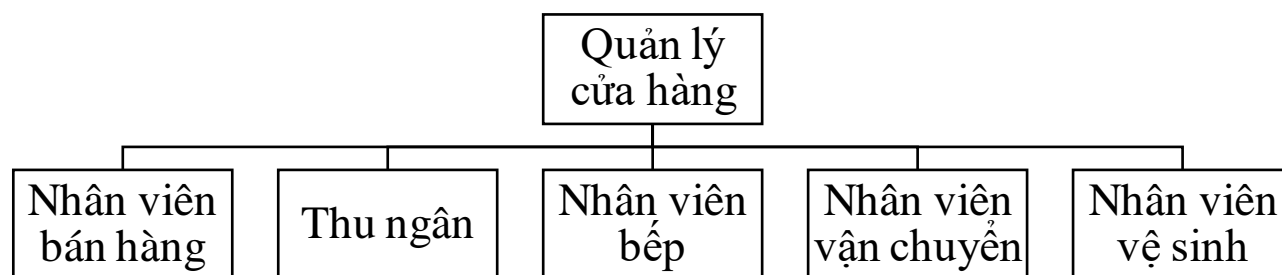 Quản lý
cửa hàng
Nhân viên
bán hàng
Thu ngân
Nhân viên
bếp
Nhân viên
vận chuyển
Nhân viên
vệ sinh